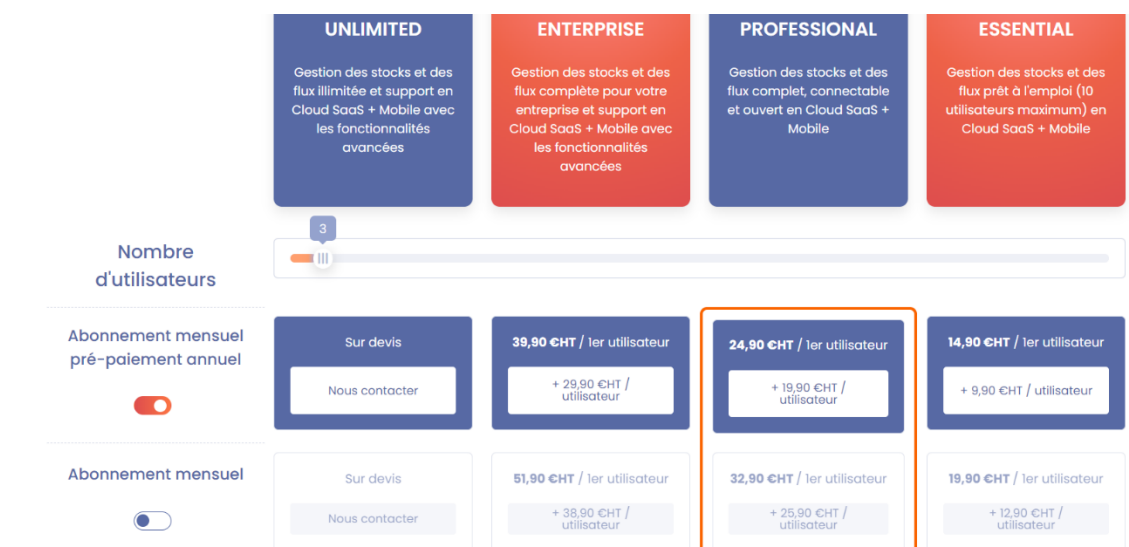 UNLIMITED
Gestion des stocks et des
flux illimitée et support en
Cloud SaaS + Mobile avec
les fonctionnalités
avancées
ENTERPRISE
Gestion des stocks et des
flux complète pour votre
entreprise et support en
Cloud SaaS + Mobile avec
les fonctionnalités
avancées
PROFESSIONAL
Gestion des stocks et des
flux complet, connectable
et ouvert en Cloud SaaS +
Mobile
ESSENTIAL
Gestion des stocks et des
flux prêt à l'emploi (10
utilisateurs maximum) en
Cloud SaaS + Mobile
Nombre
d'utilisateurs
3
Abonnement mensuel
pré-paiement annuel
Sur devis
Nous contacter
39,90 €HT / 1er utilisateur
+ 29,90 €HT /
utilisateur
24,90 €HT / 1er utilisateur
+ 19,90 €HT /
utilisateur
14,90 €HT / 1er utilisateur
+ 9,90 €HT / utilisateur
Abonnement mensuel
Sur devis
Nous contacter
51,90 €HT / 1er utilisateur
+ 38,90 €HT /
utilisateur
32,90 €HT / 1er utilisateur
+ 25,90 €HT /
utilisateur
19,90 €HT / 1er utilisateur
+ 12,90 €HT /
utilisateur